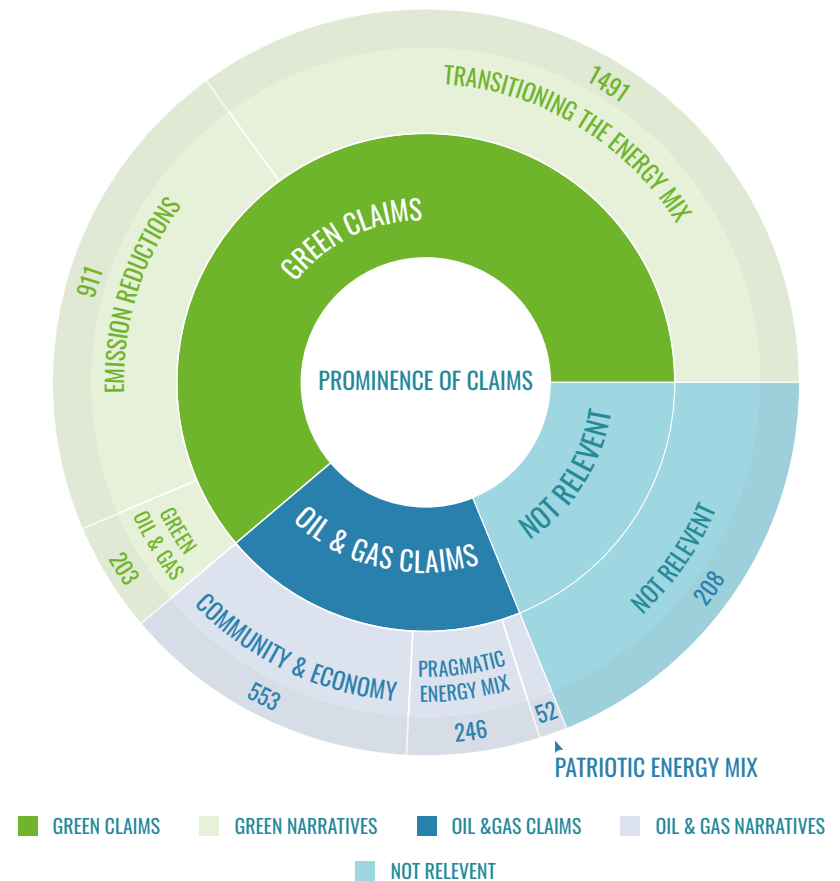 1491
TRANSITIONING THE ENERGY MIX
911
EMISSION REDUCTIONS
GREEN CLAIMS
PROMINENCE OF CLAIMS
NOT RELEVENT
NOT RELEVENT
208
GREEN
OIL & GAS
203
OIL & GAS CLAIMS
COMMUNITY & ECONOMY
553
PRAGMATIC
ENERGY MIX
246
52
PATRIOTIC ENERGY MIX
GREEN CLAIMS
GREEN NARRATIVES
OIL &GAS CLAIMS
OIL & GAS NARRATIVES
NOT RELEVENT